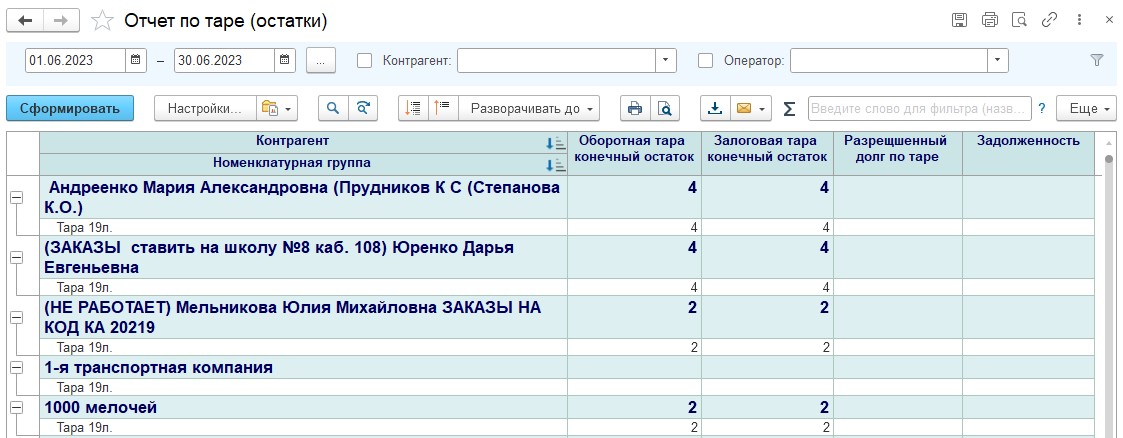 Отчет по таре (остатки)
01.06.2023 – 30.06.2023 ... Контрагент: Оператор:
Сформировать Настройки... Разворачивать до Σ Введите слово для фильтра (назв... ? Еще
Контрагент Оборотная тара Залоговая тара Разрещшенный Задолженность
конечный остаток конечный остаток долг по таре
Номенклатурная группа
Андреенко Мария Александровна (Прудников К С (Степанова 4 4
К.О.)
Тара 19л. 4 4
(ЗАКАЗЫ ставить на школу №8 каб. 108) Юренко Дарья 4 4
Евгеньевна
Тара 19л. 4 4
(НЕ РАБОТАЕТ) Мельникова Юлия Михайловна ЗАКАЗЫ НА 2 2
КОД КА 20219
Тара 19л. 2 2
1-я транспортная компания
Тара 19л.
1000 мелочей 2 2
Тара 19л. 2 2